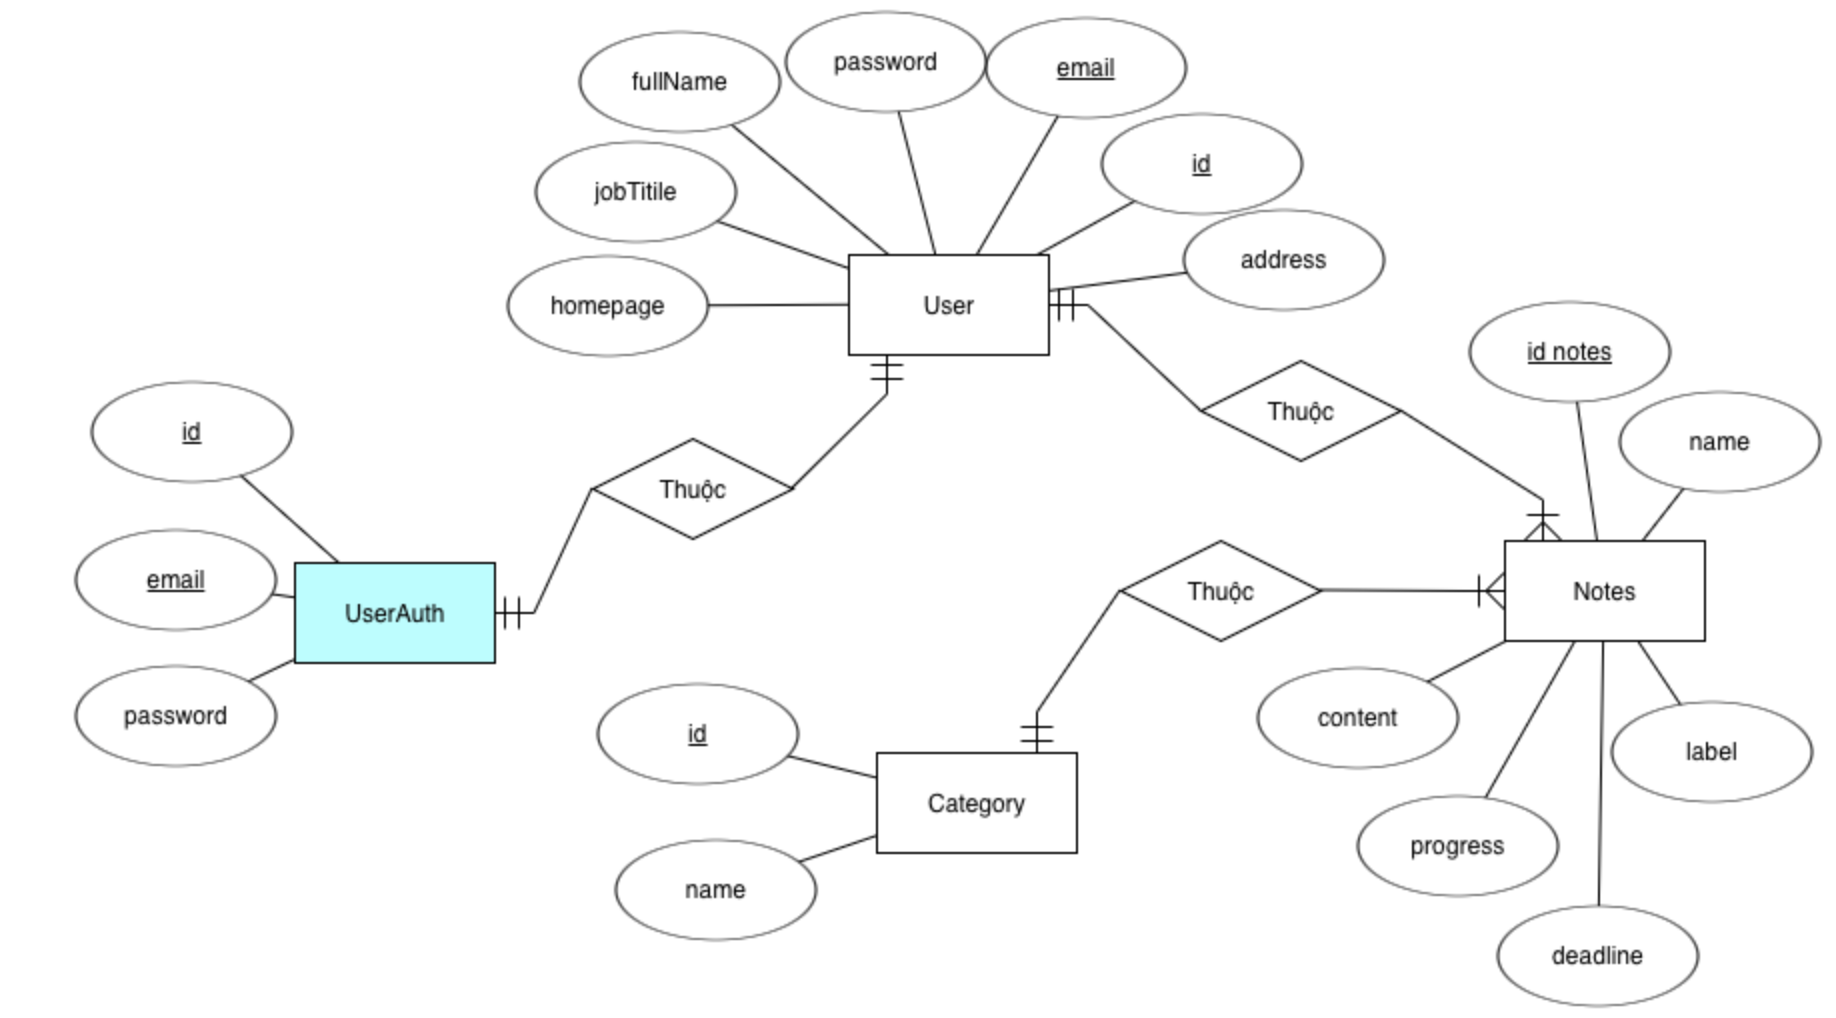 password
email
fullName
id
jobTitile
address
homepage
User
id notes
Thuộc
id
name
Thuộc
email
Thuộc
Notes
UserAuth
password
content
id
label
Category
progress
name
deadline